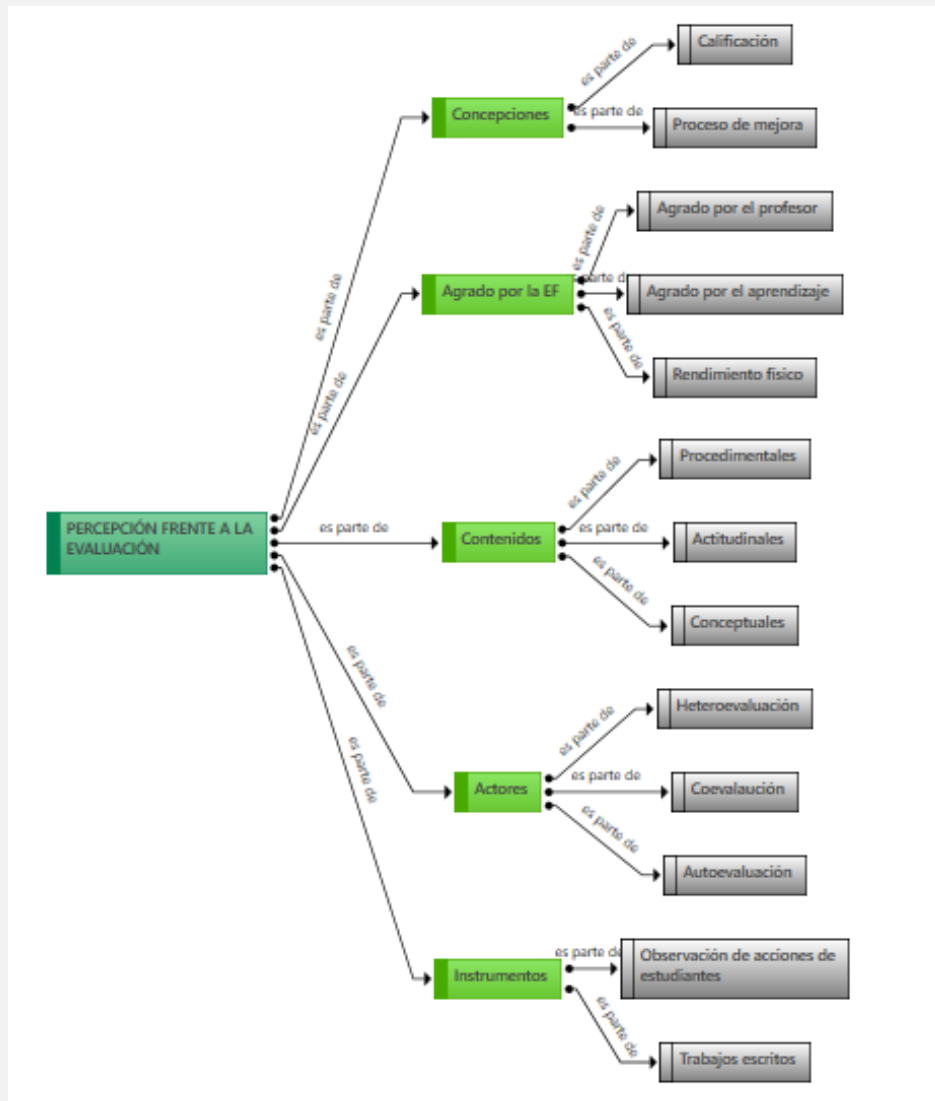 Calificación
es parte de
Concepciones
es parte de
Proceso de mejora
Agrado por el profesor
es parte de
es parte de
Agrado por la EF
es parte d
Agrado por el aprendizaje
es parte de
es parte de
Rendimiento físico
Procedimentales
es parte de
PERCEPCIÓN FRENTE A LA
EVALUACIÓN
es parte de
Contenidos
es parte de
Actitudinales
es parte de
Conceptuales
es parte de
Heteroevaluación
es parte de
es parte de
Actores
es parte de
Coevalaución
es parte de
Autoevaluación
Instrumentos
es parte de
Observación de acciones de
estudiantes
es parte de
Trabajos escritos